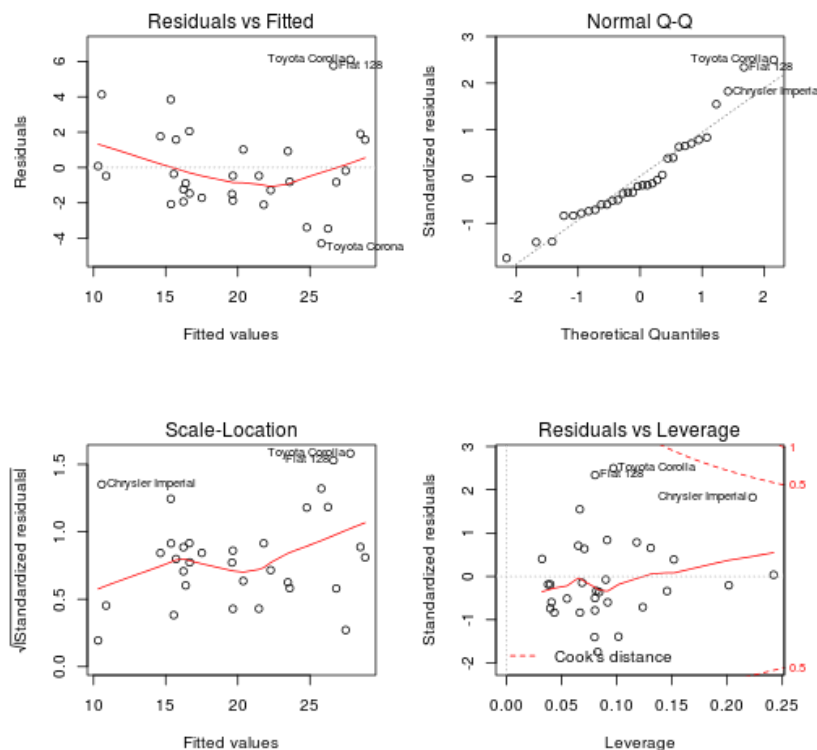 Residuals vs Fitted
Residuals
6
4
2
0
-2
-4
Toyota Corolla
Fiat 128
Toyota Corona
10 15 20 25
Fitted values
Normal Q-Q
Standardized residuals
3
2
1
0
-1
Toyota Corolla
Fiat 128
Chrysler Imperial
-2 -1 0 1 2
Theoretical Quantiles
Scale-Location
√|Standardized residuals|
1.5
1.0
0.5
0.0
Toyota Corolla
Fiat 128
Chrysler Imperial
10 15 20 25
Fitted values
Residuals vs Leverage
Standardized residuals
3
2
1
0
-1
-2
Toyota Corolla
Fiat 128
Chrysler Imperial
1
0.5
0.5
Cook's distance
0.00 0.05 0.10 0.15 0.20 0.25
Leverage